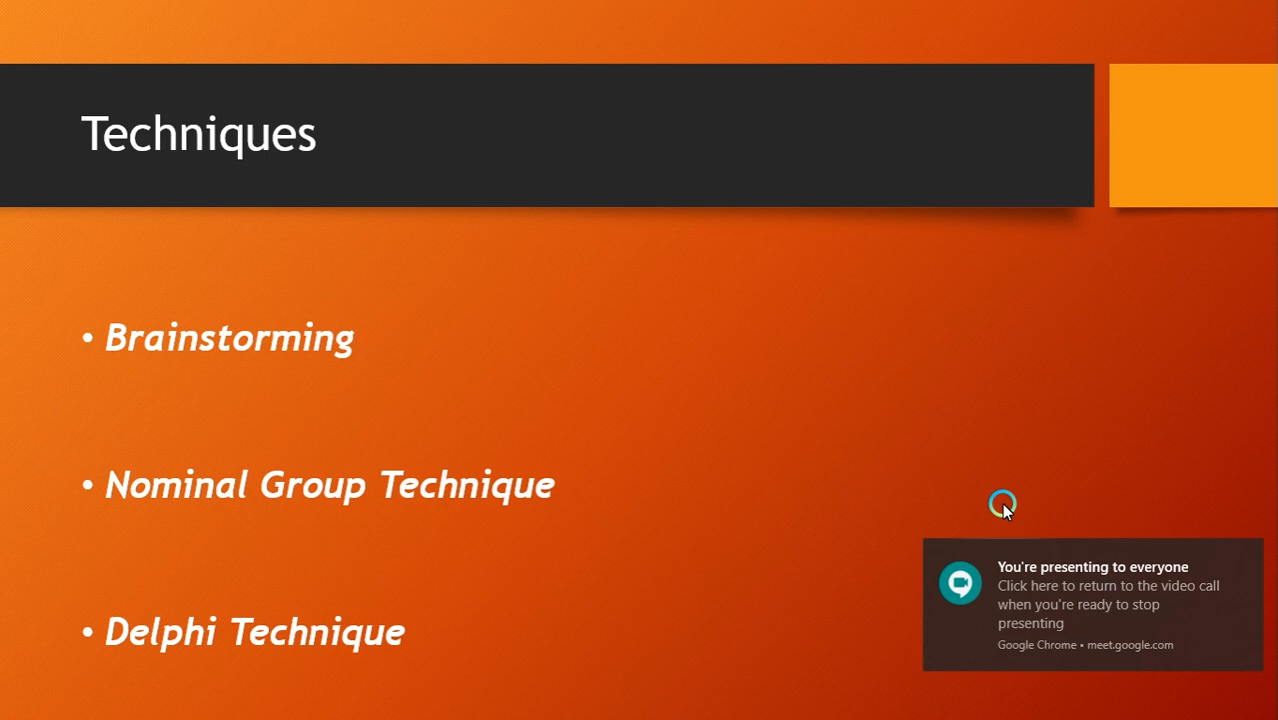 Techniques
• Brainstorming
• Nominal Group Technique
• Delphi Technique
You're presenting to everyone
Click here to return to the video call
when you're ready to stop
presenting
Google Chrome • meet.google.com